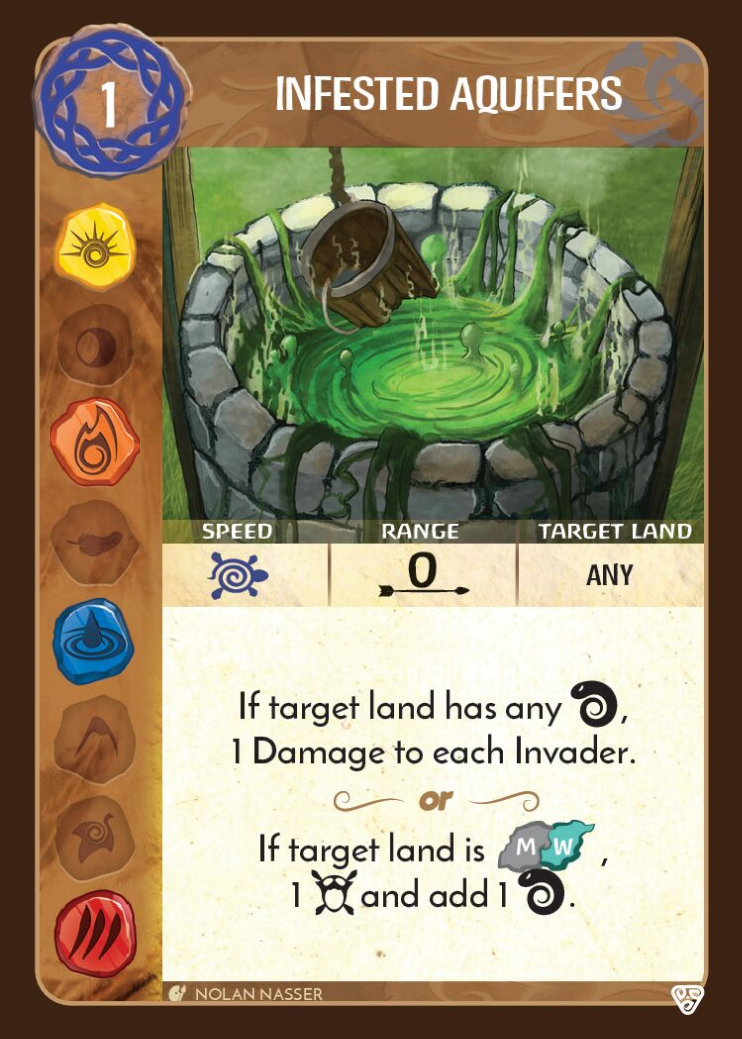 1
INFESTED AQUIFERS
SPEED RANGE TARGET LAND
0 ANY
If target land has any ,
1 Damage to each Invader.
or
If target land is M W ,
1 and add 1 .
NOLAN NASSER